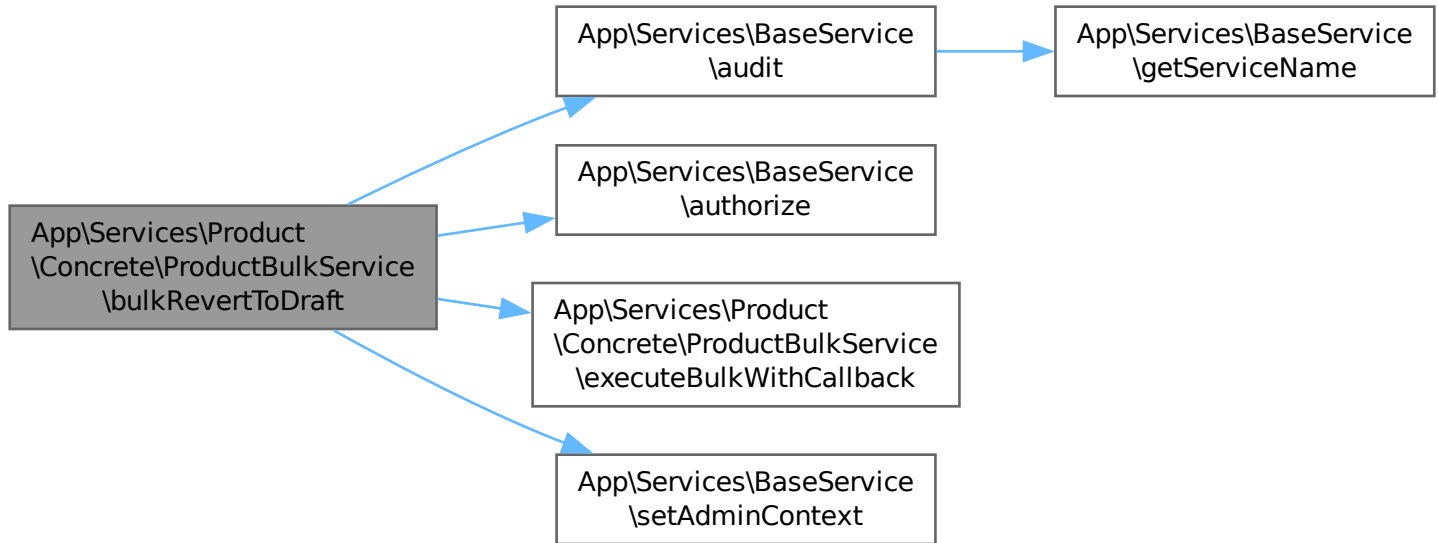 App\Services\Product
\Concrete\ProductBulkService
\bulkRevertToDraft
App\Services\BaseService
\audit
App\Services\BaseService
\getServiceName
App\Services\BaseService
\authorize
App\Services\Product
\Concrete\ProductBulkService
\executeBulkWithCallback
App\Services\BaseService
\setAdminContext